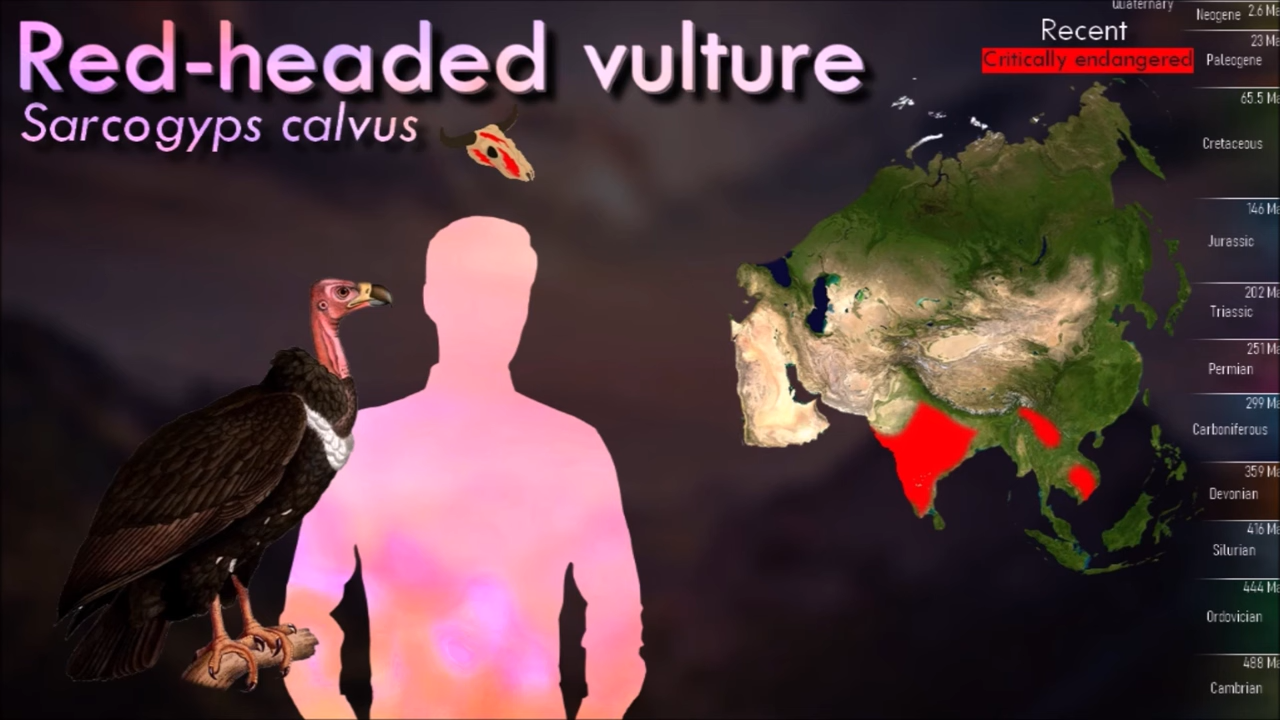 Red-headed vulture
Sarcogyps calvus
Recent
Critically endangered
Quaternary
2.6 Ma
Neogene
23 Ma
Paleogene
65.5 Ma
Cretaceous
146 Ma
Jurassic
202 Ma
Triassic
251 Ma
Permian
299 Ma
Carboniferous
359 Ma
Devonian
416 Ma
Silurian
444 Ma
Ordovician
488 Ma
Cambrian